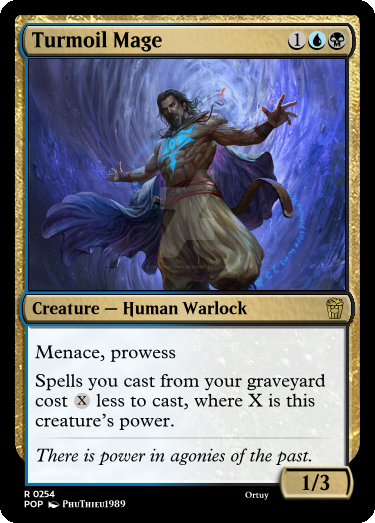 Turmoil Mage 1
Creature — Human Warlock
Menace, prowess
Spells you cast from your graveyard
cost X less to cast, where X is this
creature's power.
There is power in agonies of the past.
1/3
R 0254
POP PhuThieu1989
Ortuy